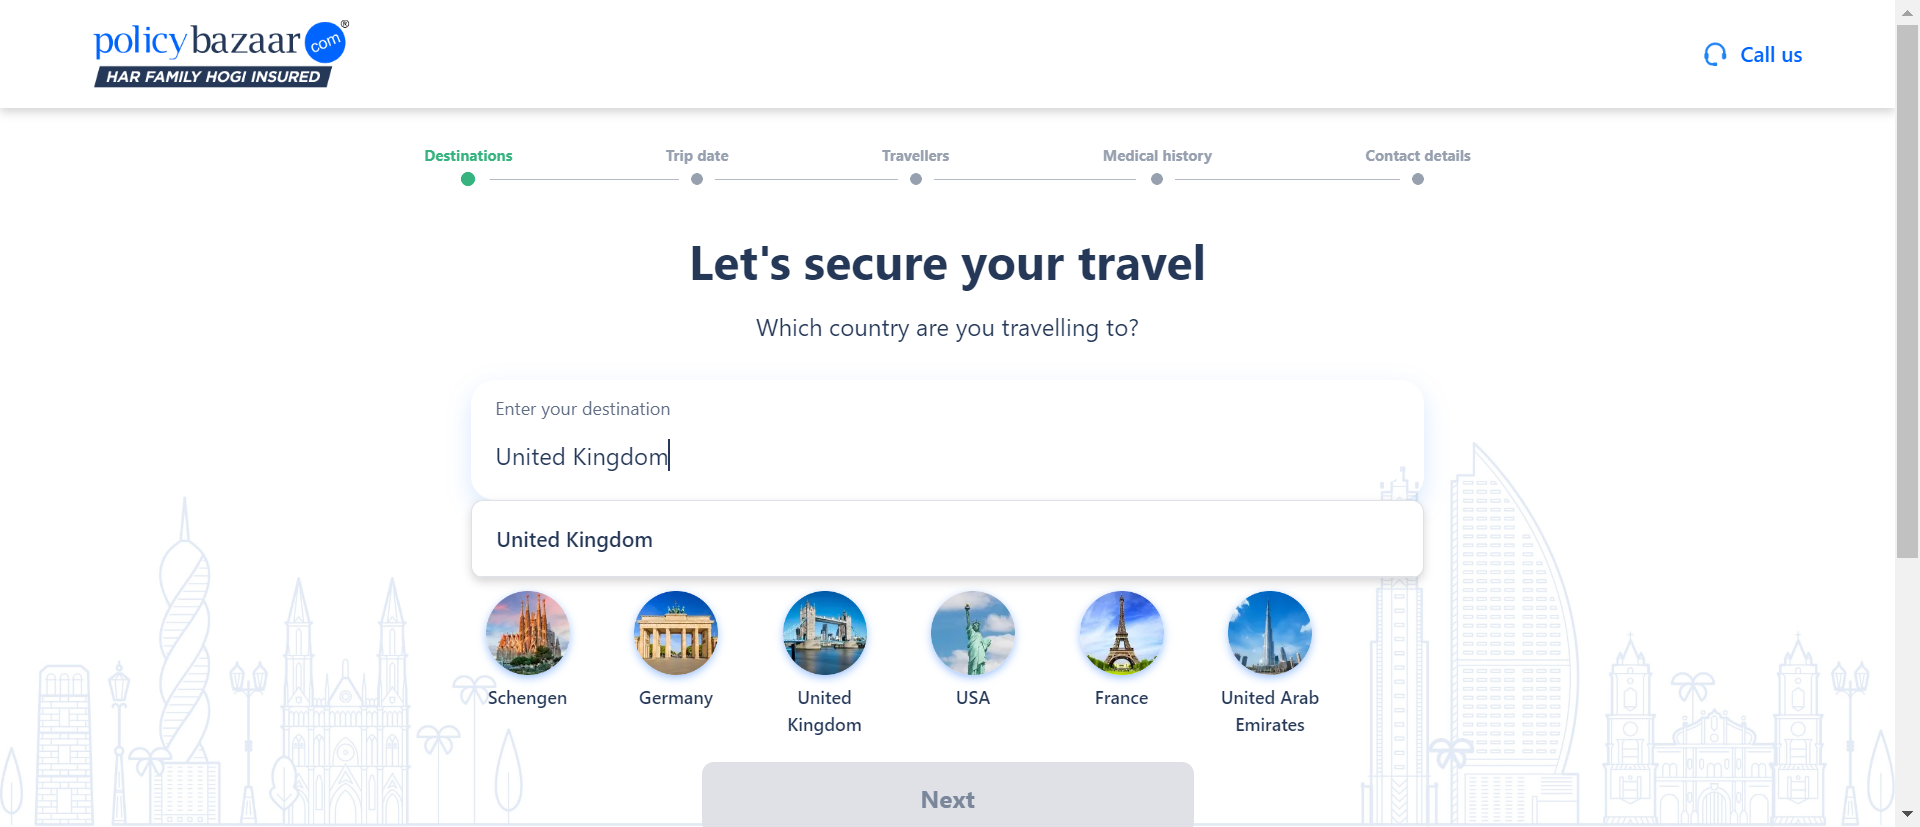 policybazaar.com®
HAR FAMILY HOGI INSURED
Call us
Destinations
Trip date
Travellers
Medical history
Contact details
Let's secure your travel
Which country are you travelling to?
Enter your destination
United Kingdom
United Kingdom
Schengen
Germany
United
Kingdom
USA
France
United Arab
Emirates
Next